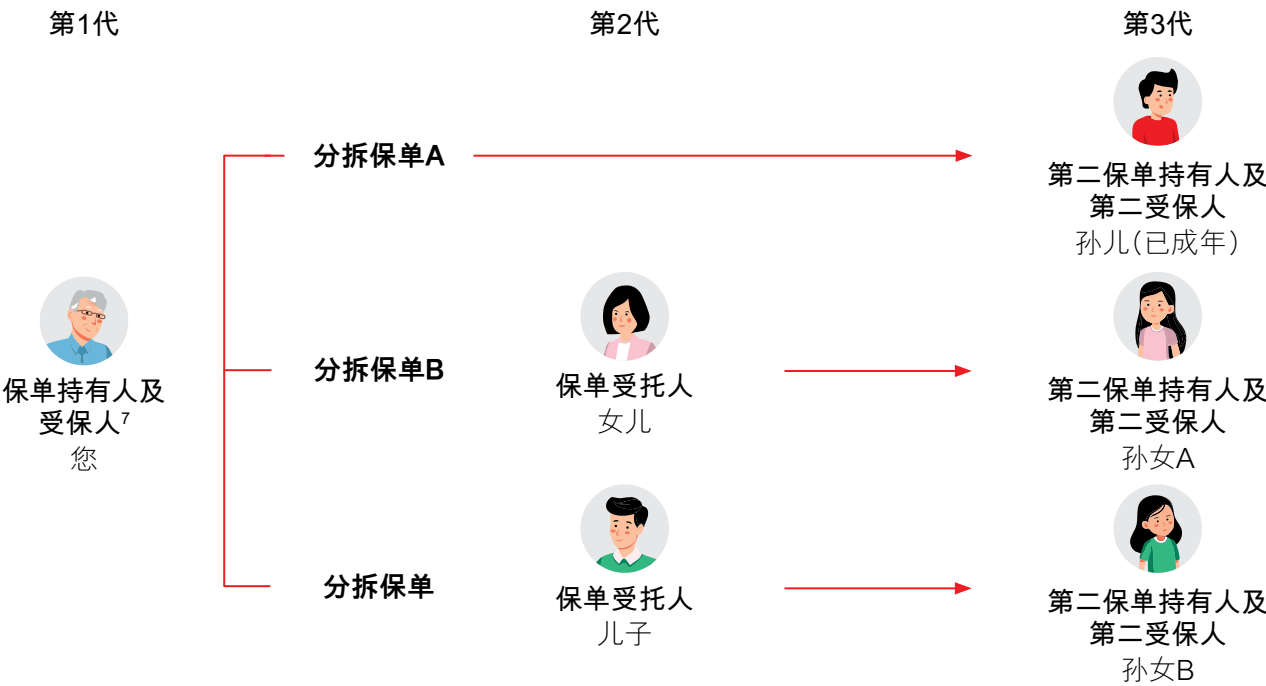 第1代
第2代
第3代
分拆保单A
第二保单持有人及
第二受保人
孙儿(已成年)
保单持有人及
受保人7
您
分拆保单B
保单受托人
女儿
第二保单持有人及
第二受保人
孙女A
分拆保单
保单受托人
儿子
第二保单持有人及
第二受保人
孙女B